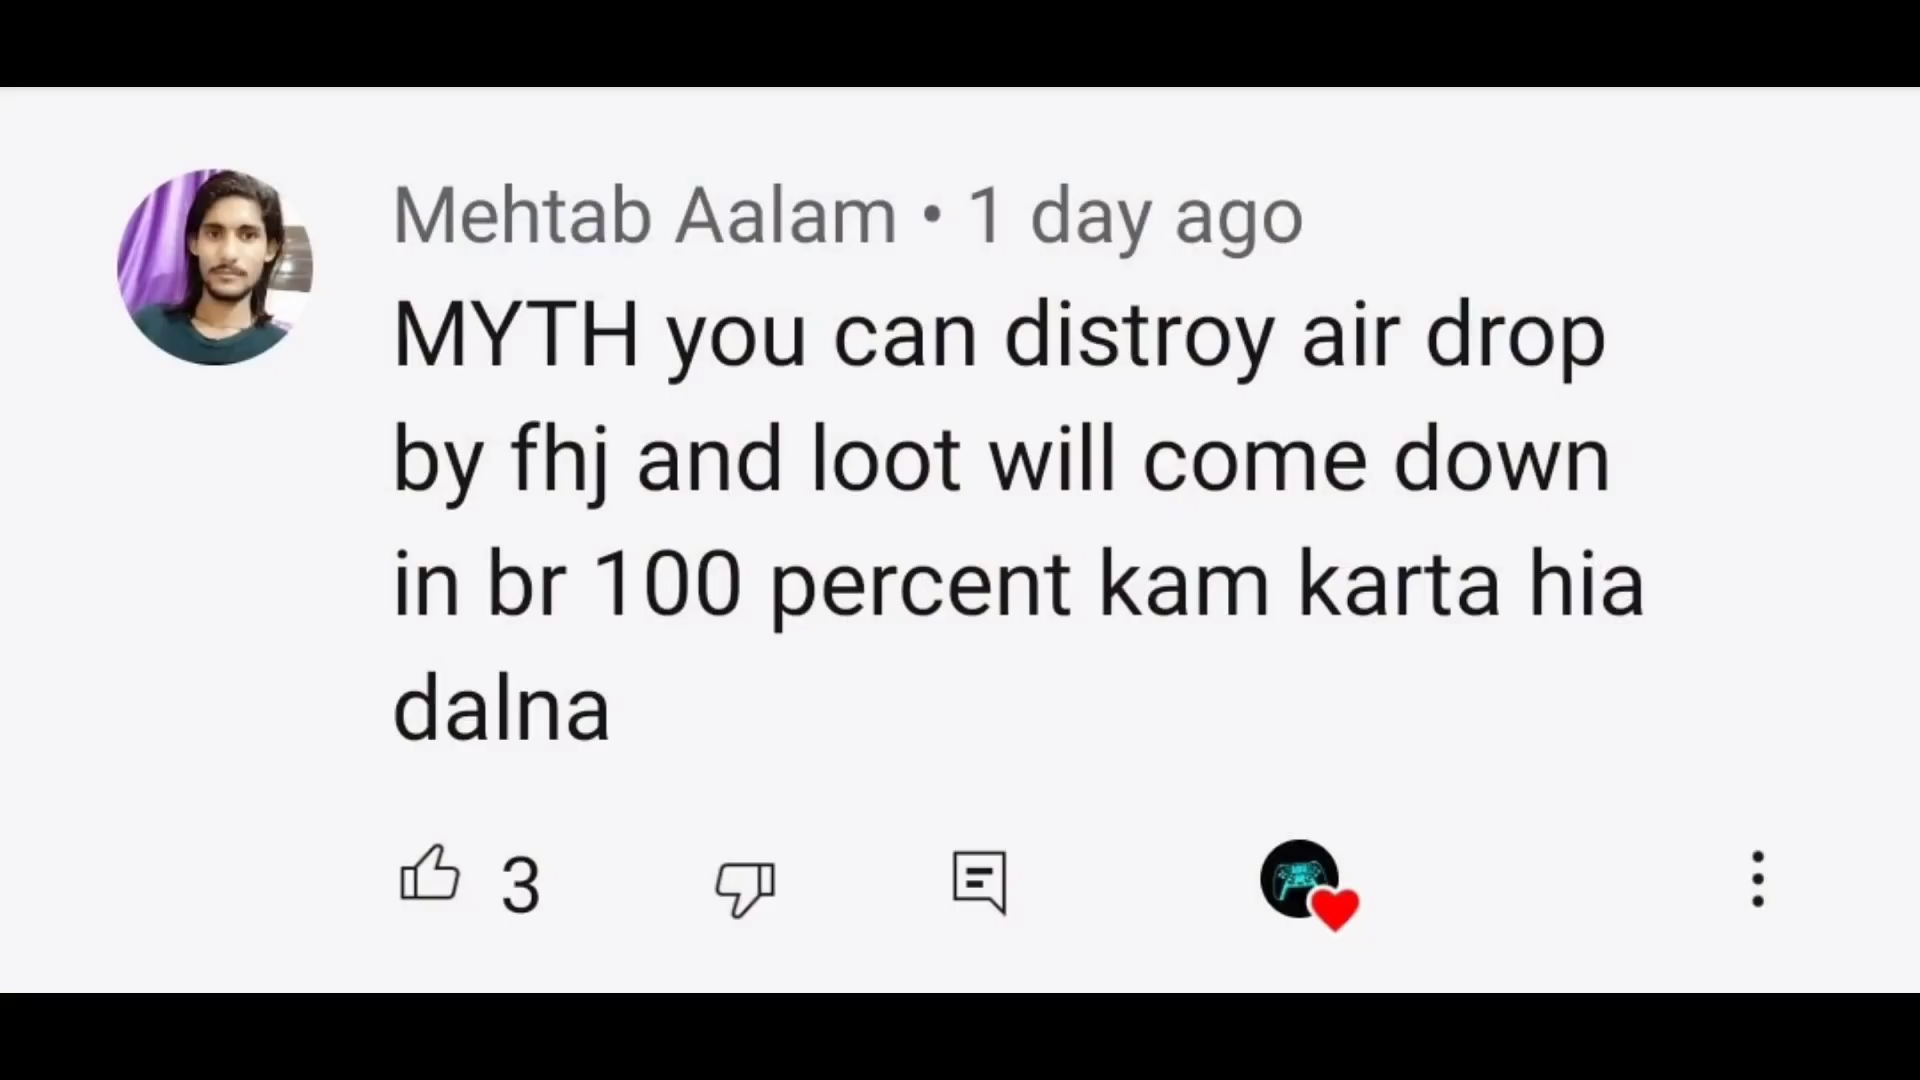 Mehtab Aalam • 1 day ago
MYTH you can distroy air drop
by fhj and loot will come down
in br 100 percent kam karta hia
dalna
3